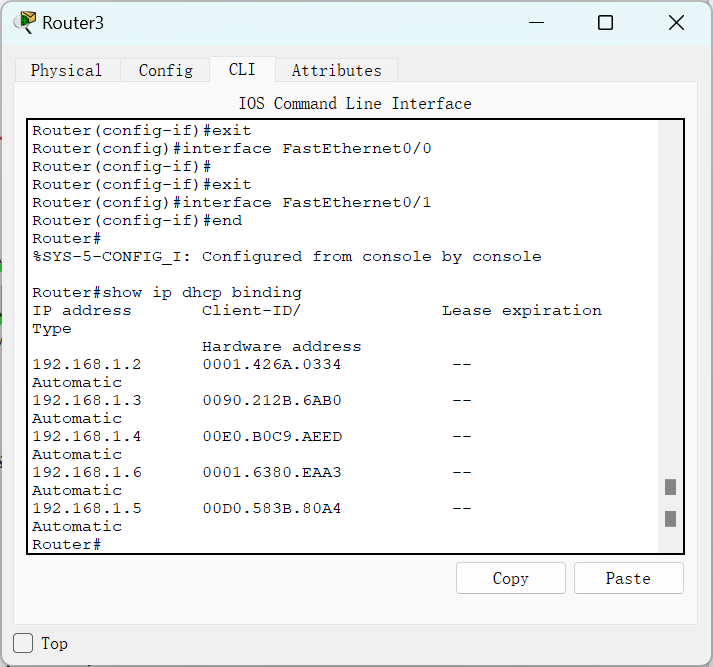 Router3
Physical Config CLI Attributes
IOS Command Line Interface
Router(config-if)#exit
Router(config)#interface FastEthernet0/0
Router(config-if)#
Router(config-if)#exit
Router(config)#interface FastEthernet0/1
Router(config-if)#end
Router#
%SYS-5-CONFIG_I: Configured from console by console
Router#show ip dhcp binding
IP address Client-ID/ Lease expiration
Type
Hardware address
192.168.1.2 0001.426A.0334 --
Automatic
192.168.1.3 0090.212B.6AB0 --
Automatic
192.168.1.4 00E0.B0C9.AEED --
Automatic
192.168.1.6 0001.6380.EAA3 --
Automatic
192.168.1.5 00D0.583B.80A4 --
Automatic
Router#
Copy Paste
Top